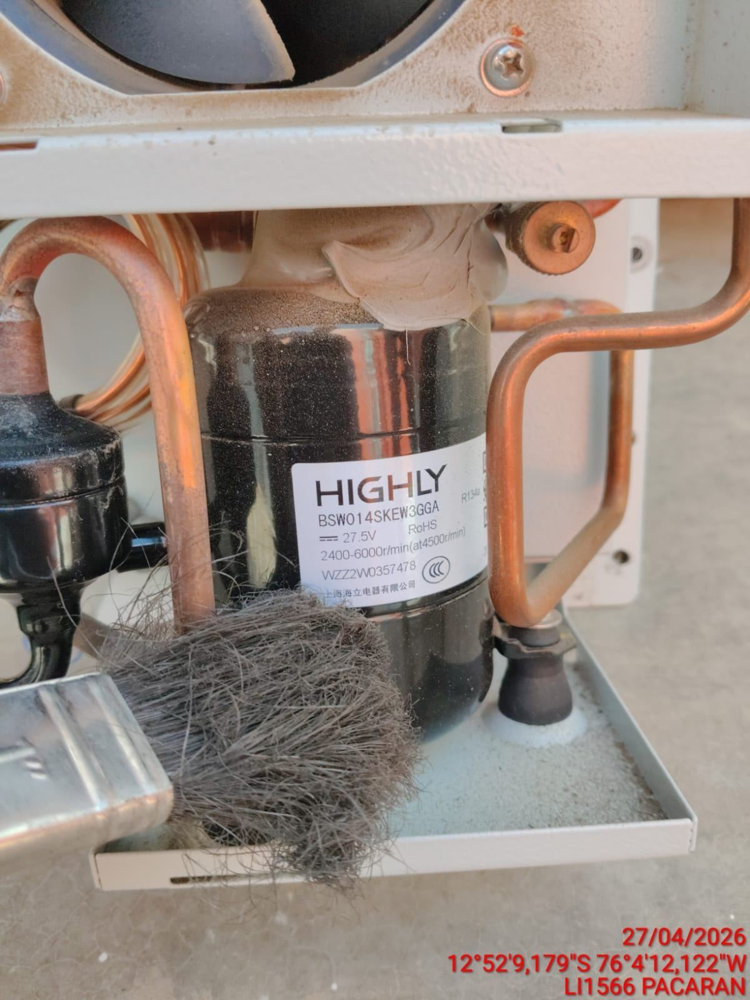 HIGHLY
BSW014SKEW3GGA
R134a
27.5V RoHS
2400-6000r/min(at4500r/min)
WZZ2W0357478 CCC
上海海立电器有限公司
27/04/2026
12°52'9,179"S 76°4'12,122"W
LI1566 PACARAN